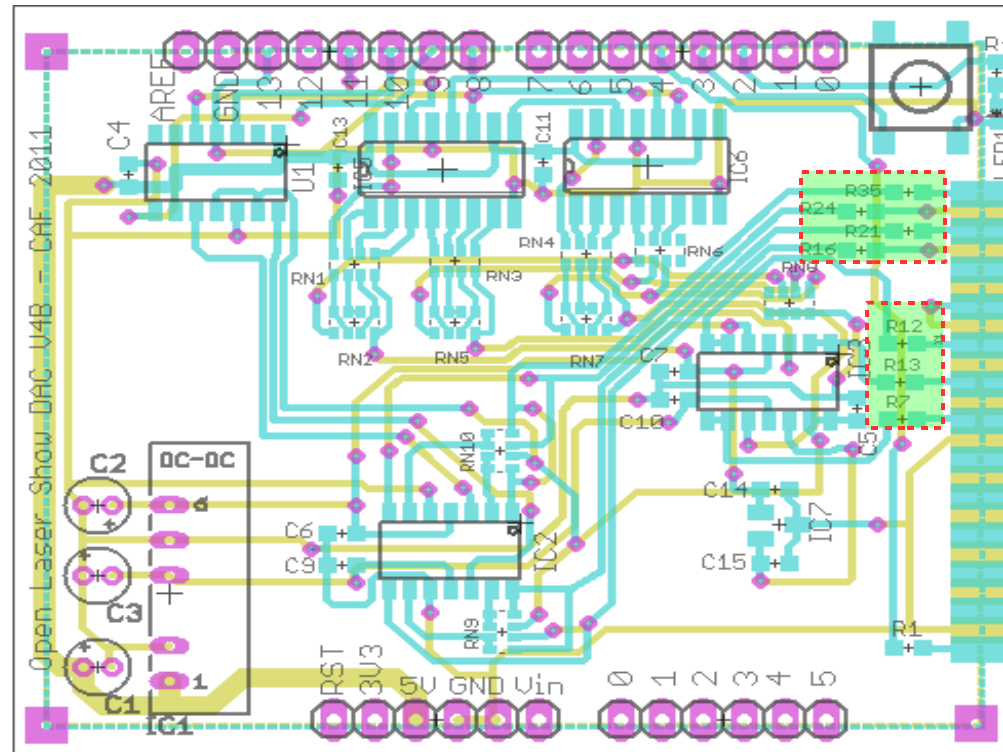 AREF
GND
13
12
11
10
9
8
7
6
5
4
3
2
1
0
C4
U1
C13
C11
IC6
R35
R24
R21
R16
RN1
RN3
RN4
RN6
RN2
RN5
RN7
C7
R12
R13
R7
C10
C5
RN10
C14
IC7
C15
C6
C9
IC2
RN9
R1
Open Laser Show DAC V4B - CAF 2011
DC-DC
C2
6
C3
C1
1
IC1
RST
3V3
5V
GND
Vin
0
1
2
3
4
5